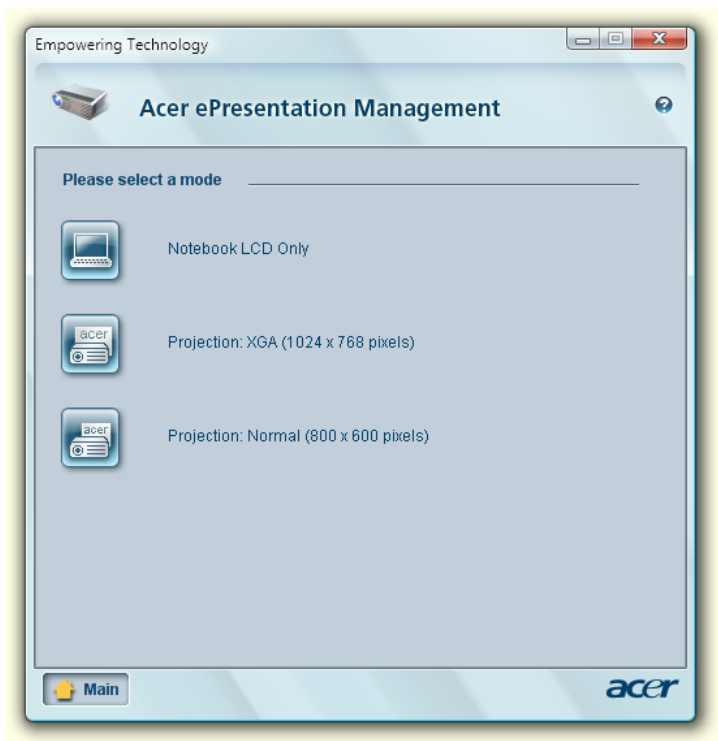 Empowering Technology
Acer ePresentation Management
Please select a mode
Notebook LCD Only
acer
Projection: XGA (1024 x 768 pixels)
acer
Projection: Normal (800 x 600 pixels)
Main
acer